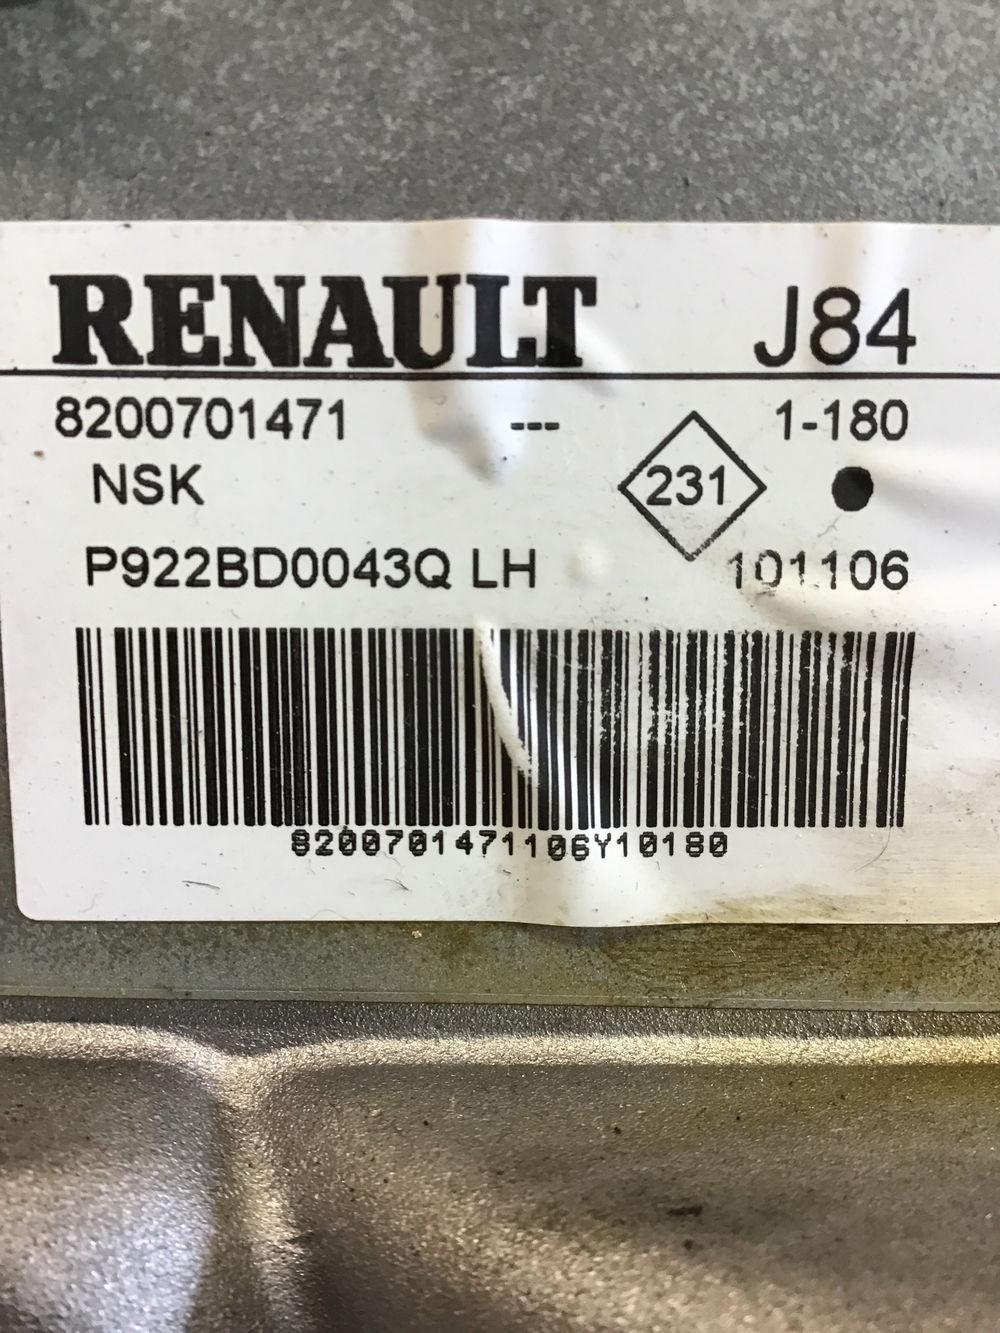 RENAULT J84
8200701471 --- 1-180
NSK 231
P922BD0043Q LH 101106
8200701471106Y10180